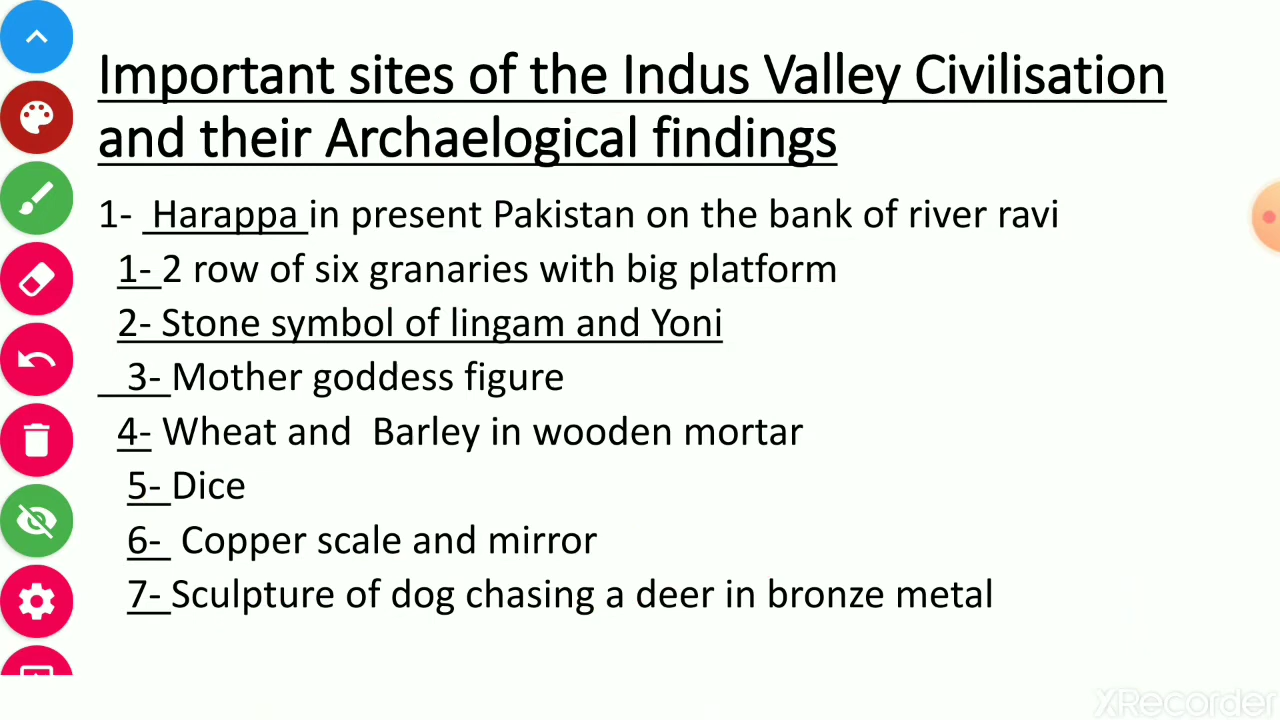 Important sites of the Indus Valley Civilisation
and their Archaelogical findings
1- Harappa in present Pakistan on the bank of river ravi
1- 2 row of six granaries with big platform
2- Stone symbol of lingam and Yoni
3- Mother goddess figure
4- Wheat and Barley in wooden mortar
5- Dice
6- Copper scale and mirror
7- Sculpture of dog chasing a deer in bronze metal
XRecorder